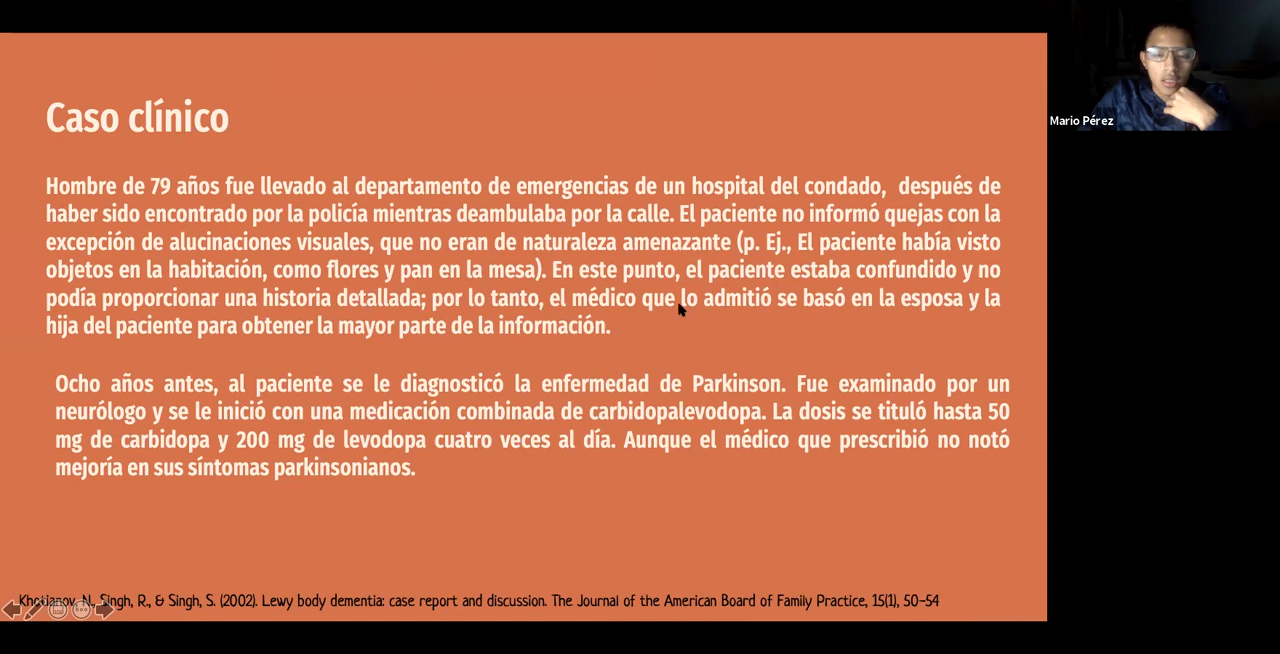 Caso clínico
Hombre de 79 años fue llevado al departamento de emergencias de un hospital del condado, después de
haber sido encontrado por la policía mientras deambulaba por la calle. El paciente no informó quejas con la
excepción de alucinaciones visuales, que no eran de naturaleza amenazante (p. Ej., El paciente había visto
objetos en la habitación, como flores y pan en la mesa). En este punto, el paciente estaba confundido y no
podía proporcionar una historia detallada; por lo tanto, el médico que lo admitió se basó en la esposa y la
hija del paciente para obtener la mayor parte de la información.
Ocho años antes, al paciente se le diagnosticó la enfermedad de Parkinson. Fue examinado por un
neurólogo y se le inició con una medicación combinada de carbidopalevodopa. La dosis se tituló hasta 50
mg de carbidopa y 200 mg de levodopa cuatro veces al día. Aunque el médico que prescribió no notó
mejoría en sus síntomas parkinsonianos.
N., Singh, R., & Singh, S. (2002). Lewy body dementia: case report and discussion. The Journal of the American Board of Family Practice, 15(1), 50-54
Mario Pérez